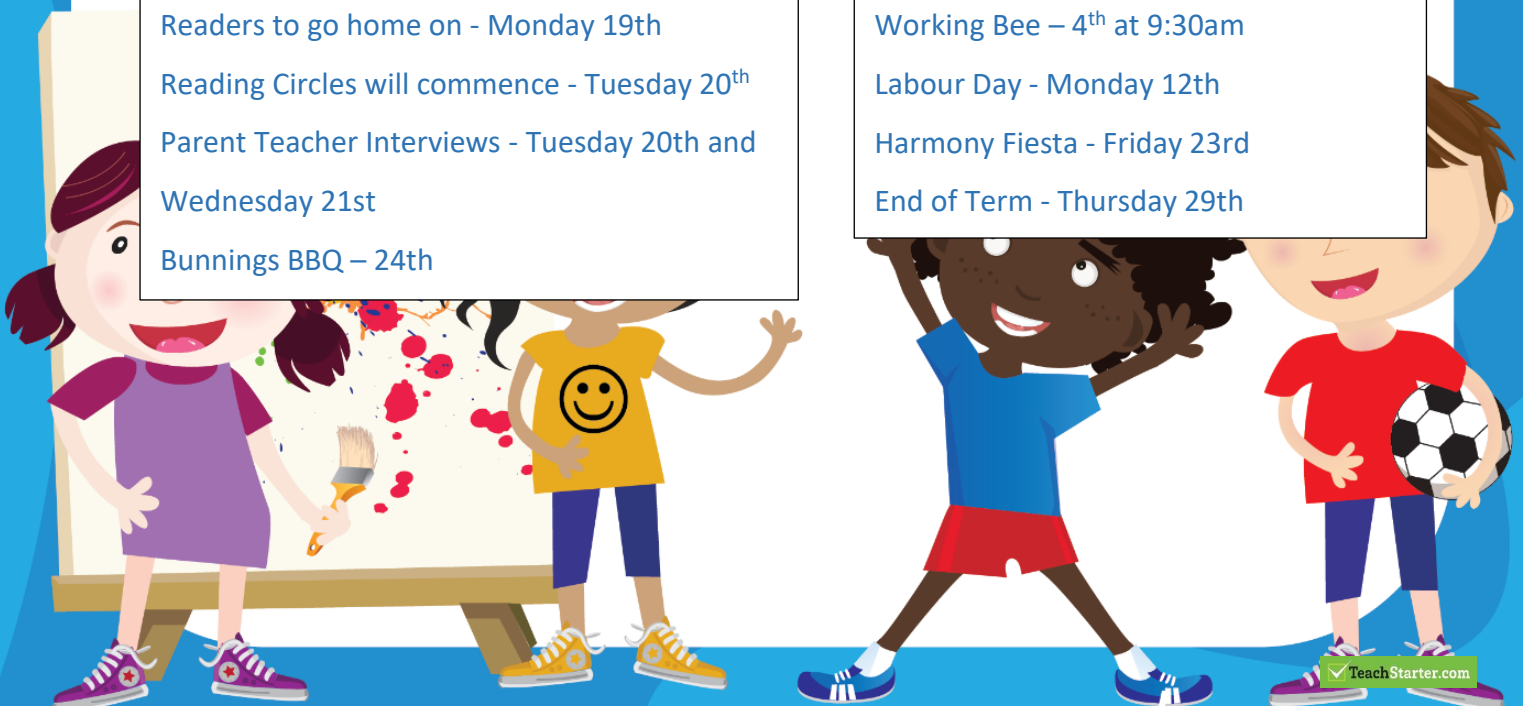 Readers to go home on - Monday 19th
Reading Circles will commence - Tuesday 20th
Parent Teacher Interviews - Tuesday 20th and
Wednesday 21st
Bunnings BBQ – 24th
Working Bee – 4th at 9:30am
Labour Day - Monday 12th
Harmony Fiesta - Friday 23rd
End of Term - Thursday 29th
TeachStarter.com